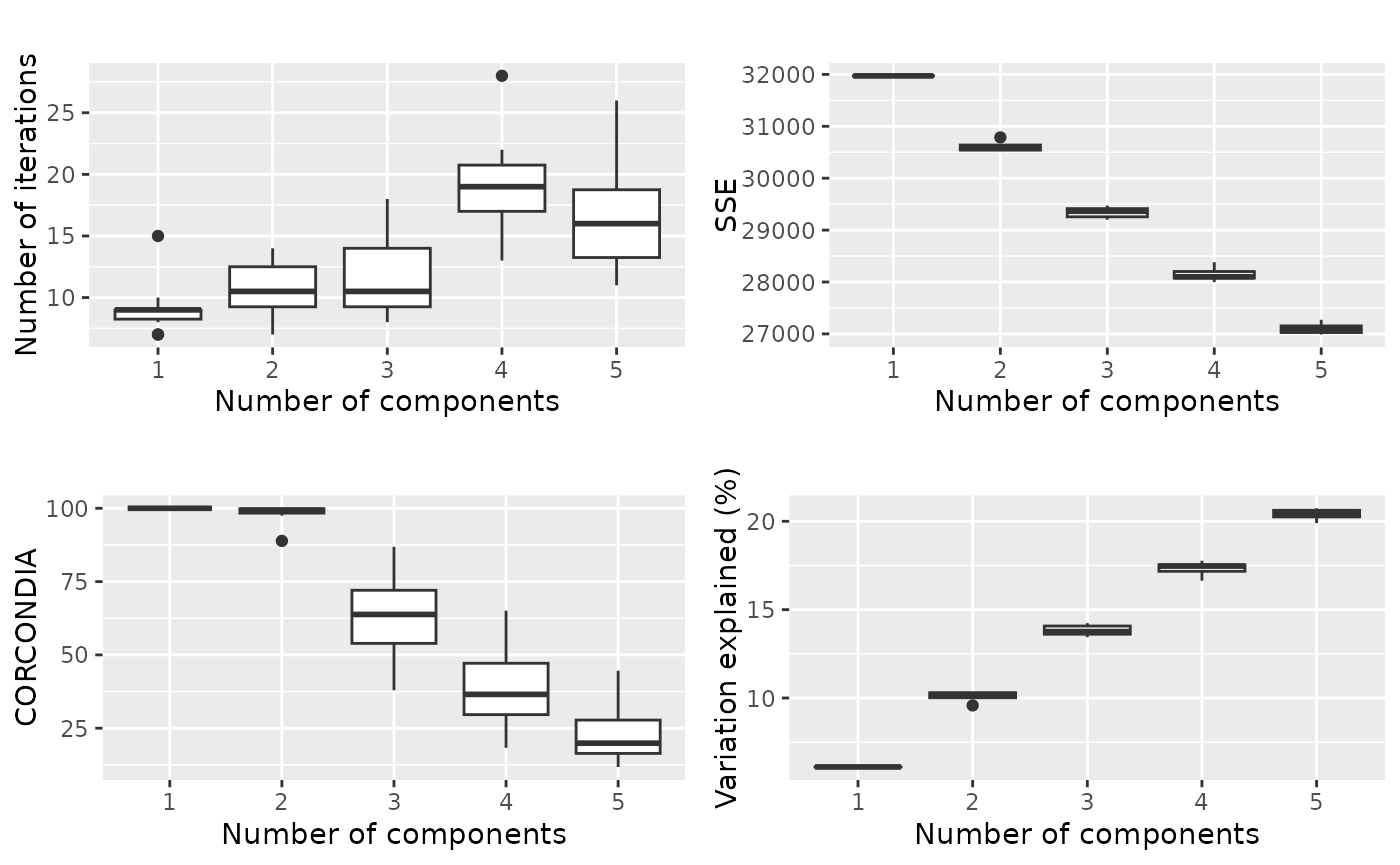 Number of iterations
25
20
15
10
1 2 3 4 5
Number of components
SSE
32000
31000
30000
29000
28000
27000
1 2 3 4 5
Number of components
CORCONDIA
100
75
50
25
1 2 3 4 5
Number of components
Variation explained (%)
20
15
10
1 2 3 4 5
Number of components